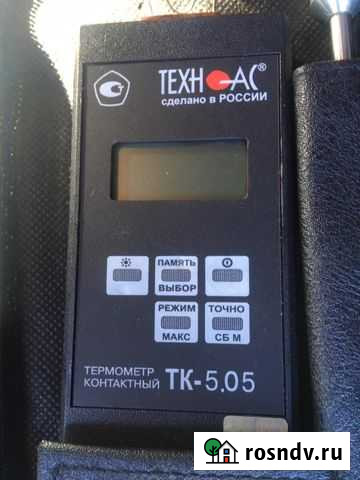 ТЕХНО-АС®
сделано в РОССИИ
ПАМЯТЬ
ВЫБОР
РЕЖИМ
МАКС
ТОЧНО
СБ М
ТЕРМОМЕТР
КОНТАКТНЫЙ
ТК-5.05
rosndv.ru